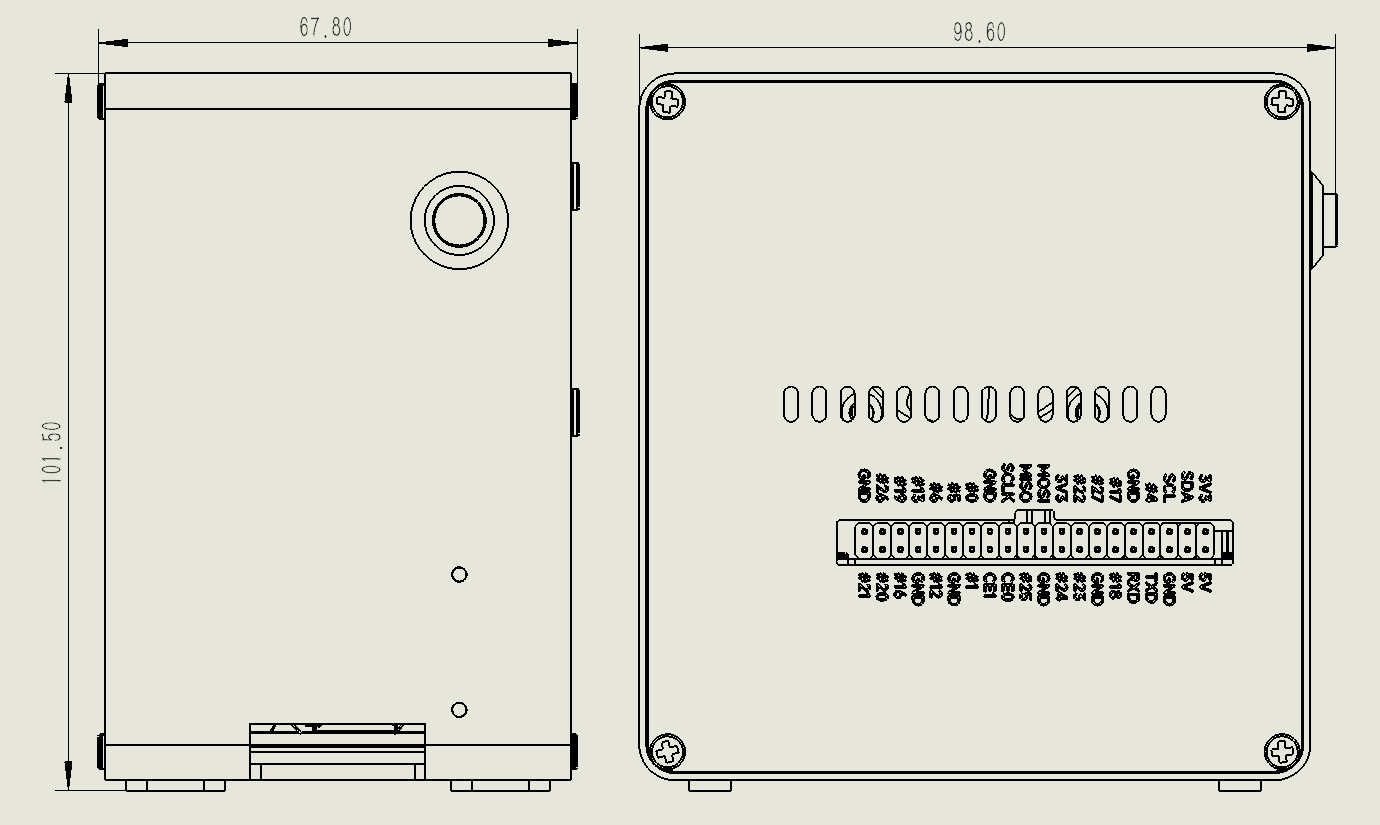 67.80
98.60
101.50
GND #26 #19 #13 #6 #5 #0 GND SCLK MISO MOSI 3V3 #22 #27 #17 GND #4 SCL SDA 3V3
#21 #20 #16 GND #12 GND #1 CE1 CE0 #25 GND #24 #23 GND #18 RXD TXD GND 5V 5V